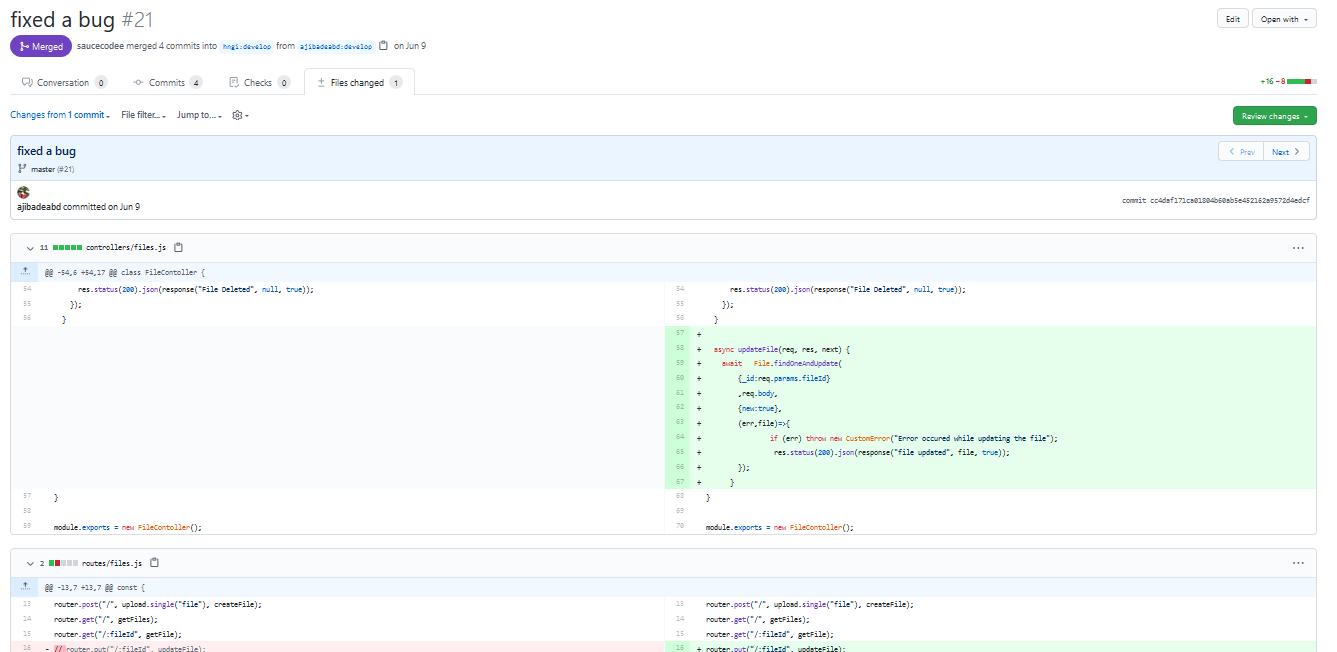 fixed a bug #21
Edit
Open with
Merged
saucecodee merged 4 commits into hngi:develop from ajibadeabd:develop on Jun 9
Conversation 0
Commits 4
Checks 0
Files changed 1
+16 −8
Changes from 1 commit
File filter...
Jump to...
Review changes
fixed a bug
master (#21)
Prev
Next
ajibadeabd committed on Jun 9
commit cc4daf171ca01804b60ab5e452162a9572d4edcf
11 controllers/files.js
@@ -54,6 +54,17 @@ class FileContoller {
54 res.status(200).json(response("File Deleted", null, true));
55 });
56 }
54 res.status(200).json(response("File Deleted", null, true));
55 });
56 }
57 +
58 + async updateFile(req, res, next) {
59 + await File.findOneAndUpdate(
60 + {_id:req.params.fileId}
61 + ,req.body,
62 + {new:true},
63 + (err,file)=>{
64 + if (err) throw new CustomError("Error occured while updating the file");
65 + res.status(200).json(response("file updated", file, true));
66 + });
67 + }
57 }
58
59 module.exports = new FileContoller();
68 }
69
70 module.exports = new FileContoller();
2 routes/files.js
@@ -13,7 +13,7 @@ const {
13 router.post("/", upload.single("file"), createFile);
14 router.get("/", getFiles);
15 router.get("/:fileId", getFile);
16 - // router.put("/:fileId", updateFile);
13 router.post("/", upload.single("file"), createFile);
14 router.get("/", getFiles);
15 router.get("/:fileId", getFile);
16 + router.put("/:fileId", updateFile);